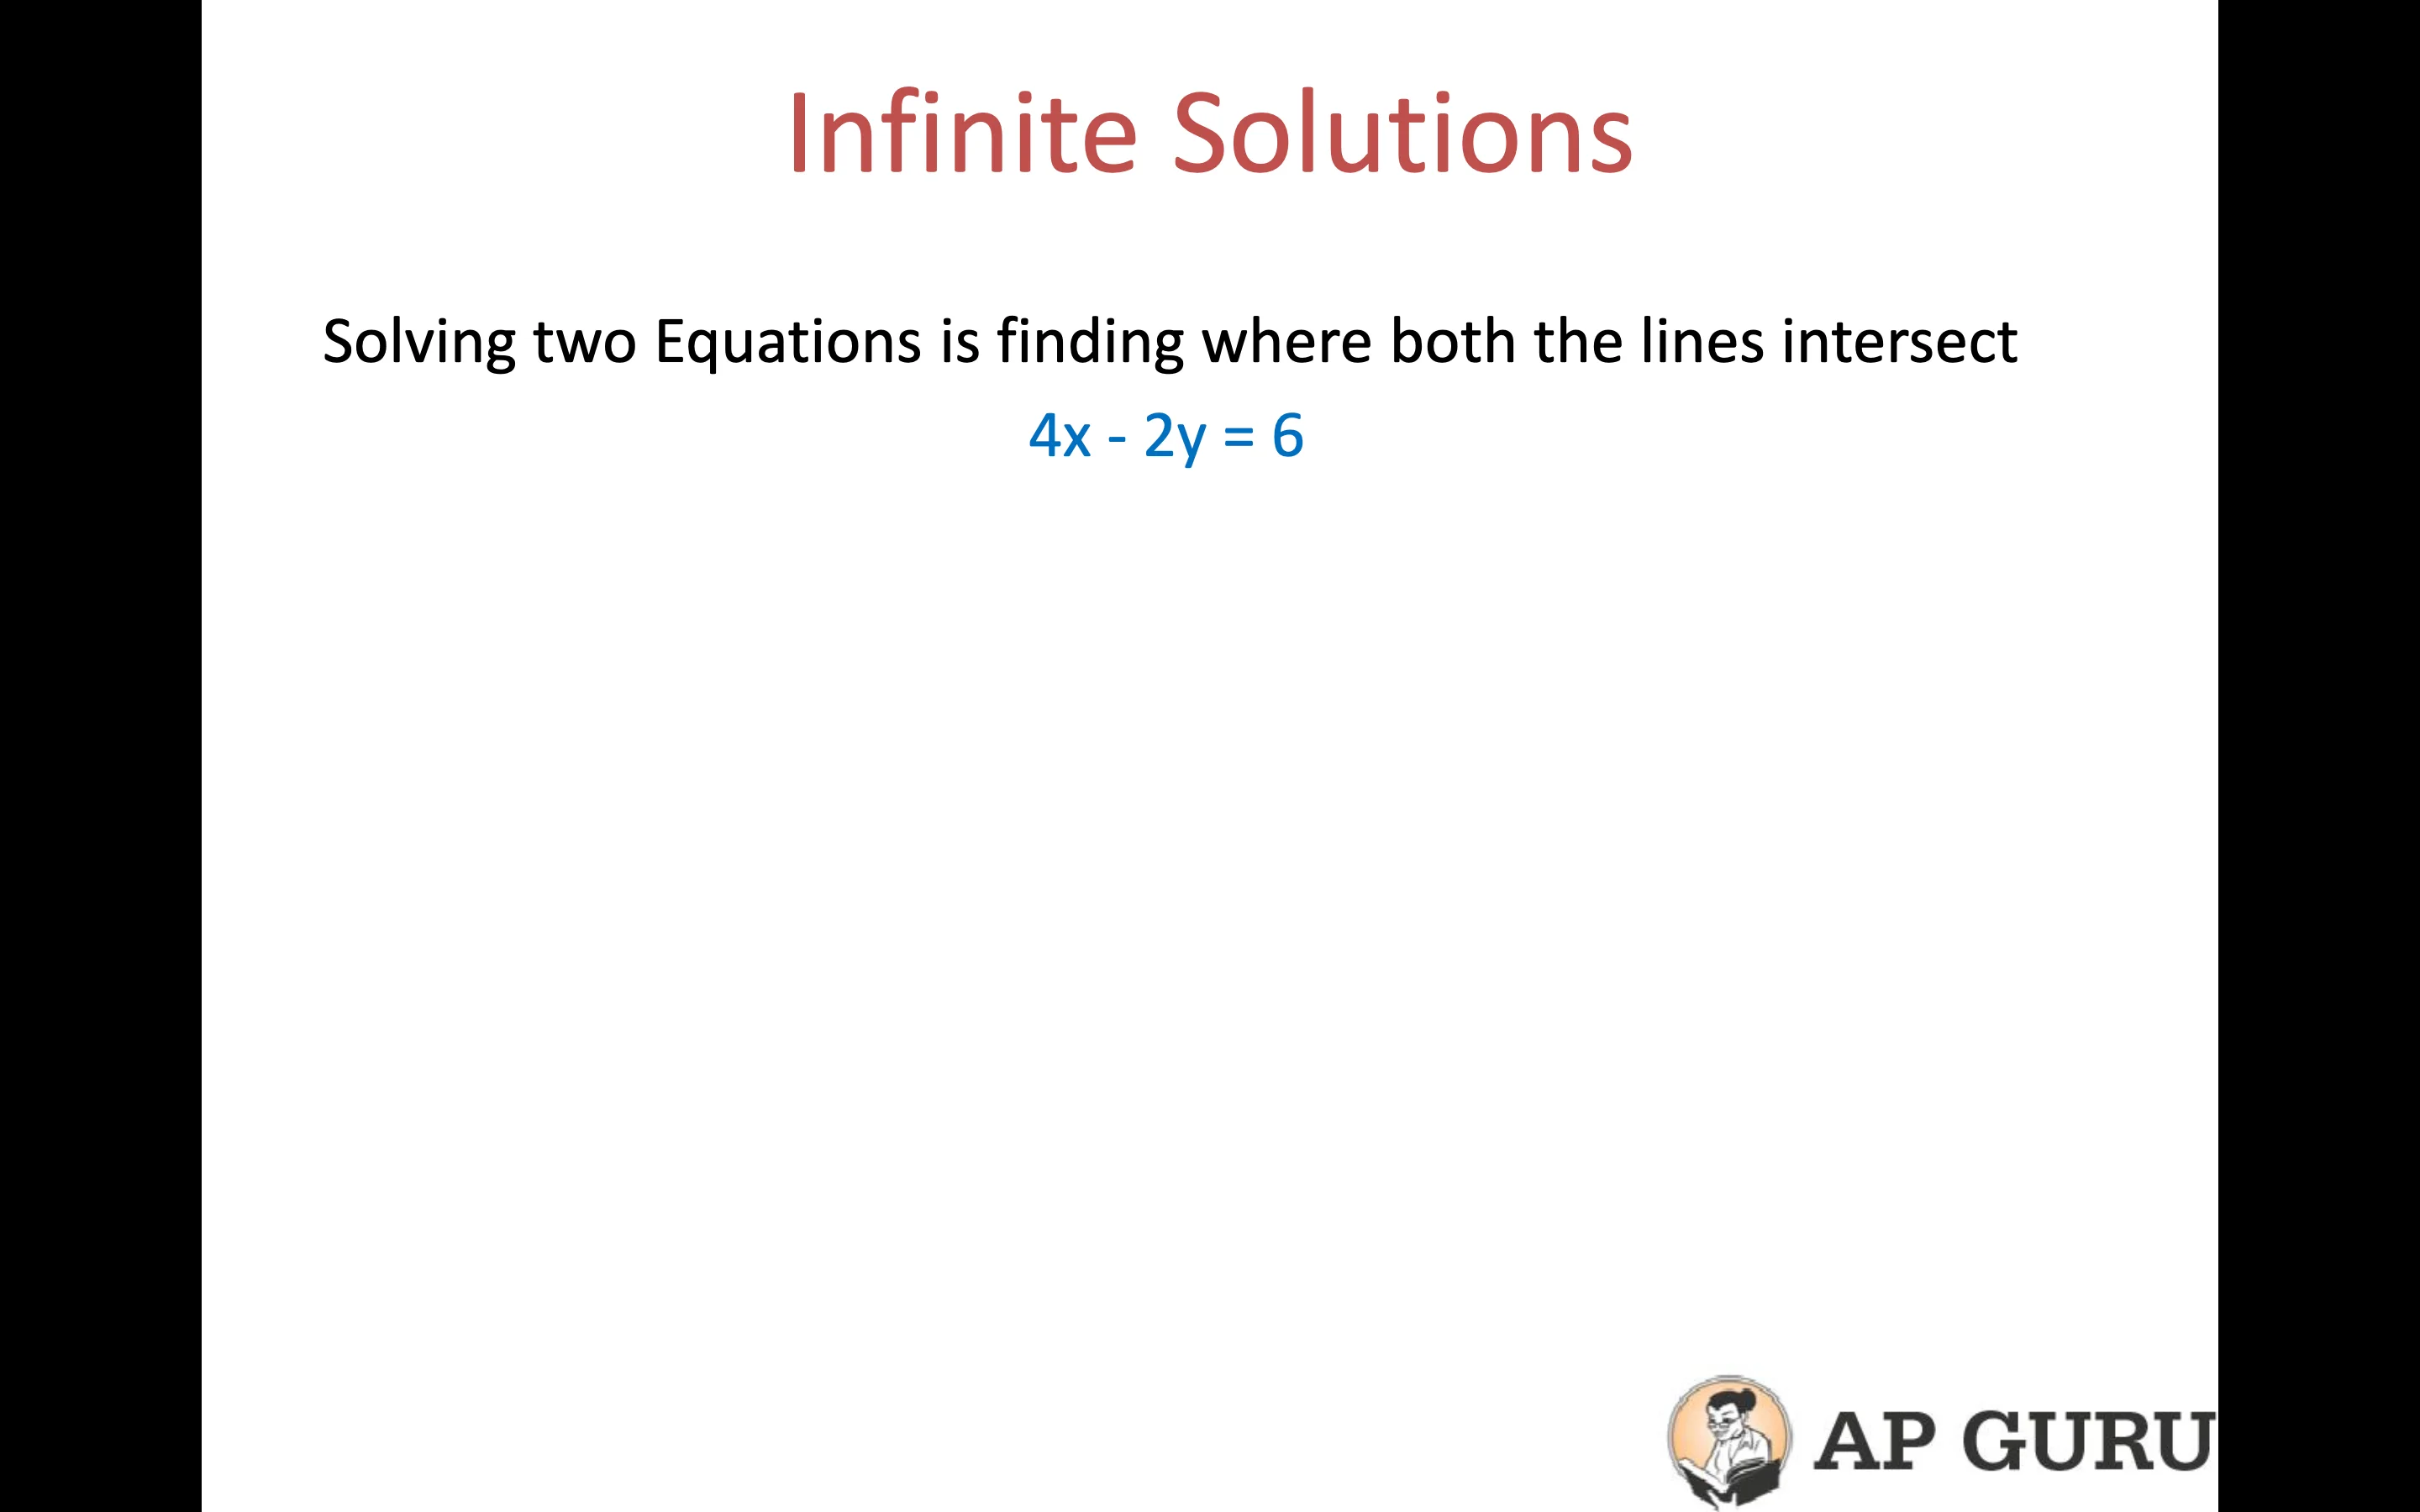 Infinite Solutions
Solving two Equations is finding where both the lines intersect
4x - 2y = 6
AP GURU